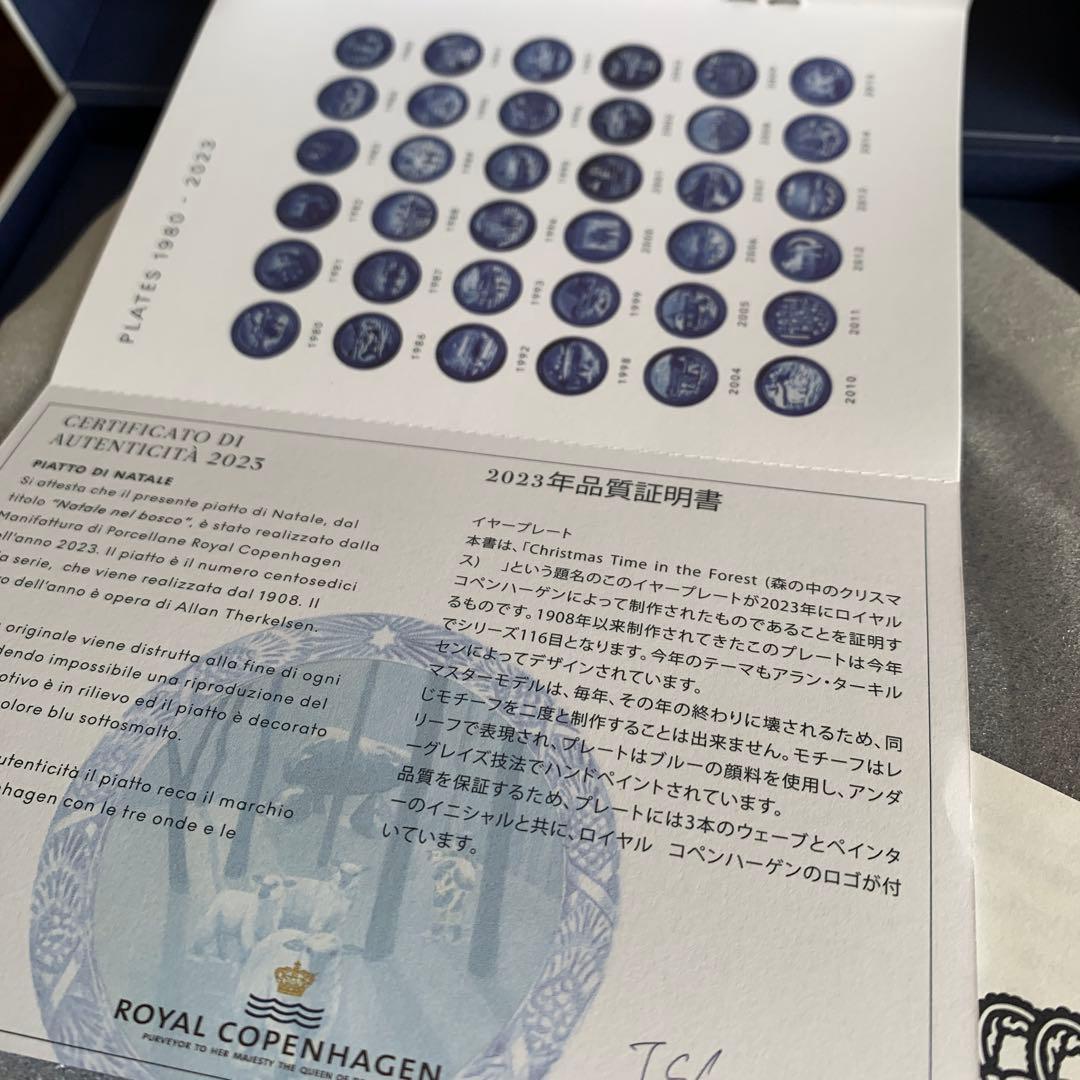 PLATES 1980 - 2023
1980
1981
1986
1987
1988
1992
1993
1998
1999
2000
2001
2004
2005
2006
2007
2010
2011
2012
2013
2014
2015
CERTIFICATO DI
AUTENTICITÀ 2023
PIATTO DI NATALE
Si attesta che il presente piatto di Natale, dal
titolo “Natale nel bosco”, è stato realizzato dalla
Manifattura di Porcellane Royal Copenhagen
ell’anno 2023. Il piatto è il numero centosedici
a serie, che viene realizzata dal 1908. Il
dell’anno è opera di Allan Therkelsen.
originale viene disfrutta alla fine di ogni
dendo impossibile una riproduzione del
otivo è in rilievo ed il piatto è decorato
olore blu sottosmalto.
utenticità il piatto reca il marchio
nhagen con le tre onde e le
2023年品質証明書
イヤープレート
本書は、「Christmas Time in the Forest (森の中のクリスマ
ス) 」という題名のこのイヤープレートが2023年にロイヤル
コペンハーゲンによって制作されたものであることを証明す
るものです。1908年以来制作されてきたこのプレートは今年
でシリーズ116目となります。今年のテーマもアラン・ターキル
センによってデザインされています。
マスターモデルは、毎年、その年の終わりに壊されるため、同
じモチーフを二度と制作することは出来ません。モチーフはレ
リーフで表現され、プレートはブルーの顔料を使用し、アンダ
ーグレイズ技法でハンドペイントされています。
品質を保証するため、プレートには3本のウェーブとペインタ
ーのイニシャルと共に、ロイヤル コペンハーゲンのロゴが付
いています。
ROYAL COPENHAGEN
PURVEYOR TO HER MAJESTY THE QUEEN OF